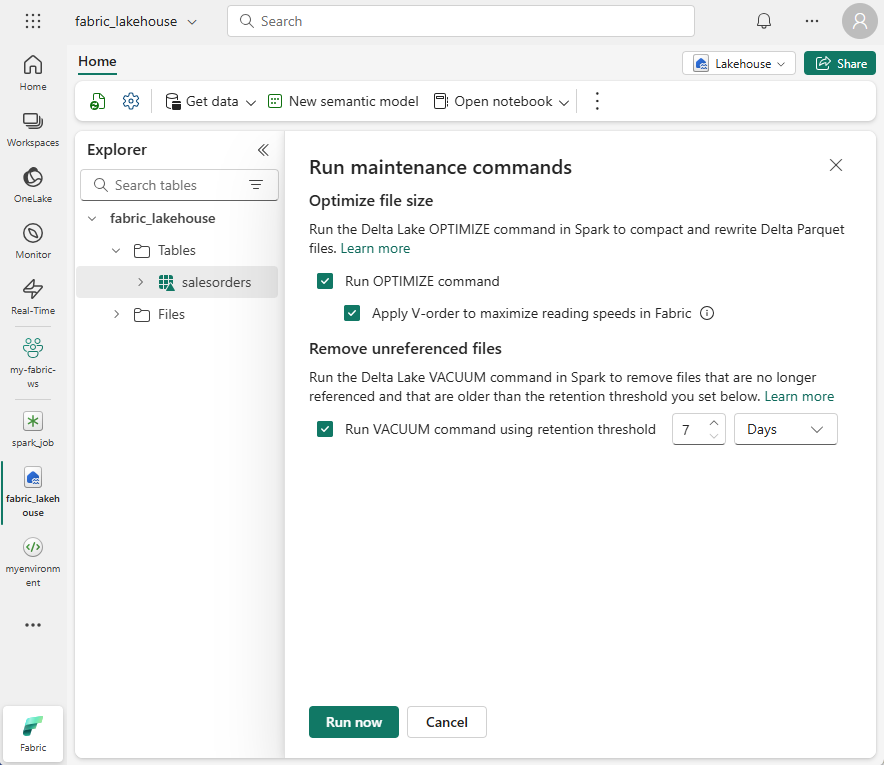 fabric_lakehouse
Search
Home
Workspaces
OneLake
Monitor
Real-Time
my-fabric-
ws
spark_job
fabric_lakeh
ouse
myenvironm
ent
Fabric
Home
Lakehouse
Share
Get data
New semantic model
Open notebook
Explorer
Search tables
fabric_lakehouse
Tables
salesorders
Files
Run maintenance commands
Optimize file size
Run the Delta Lake OPTIMIZE command in Spark to compact and rewrite Delta Parquet
files. Learn more
Run OPTIMIZE command
Apply V-order to maximize reading speeds in Fabric
Remove unreferenced files
Run the Delta Lake VACUUM command in Spark to remove files that are no longer
referenced and that are older than the retention threshold you set below. Learn more
Run VACUUM command using retention threshold 7 Days
Run now
Cancel